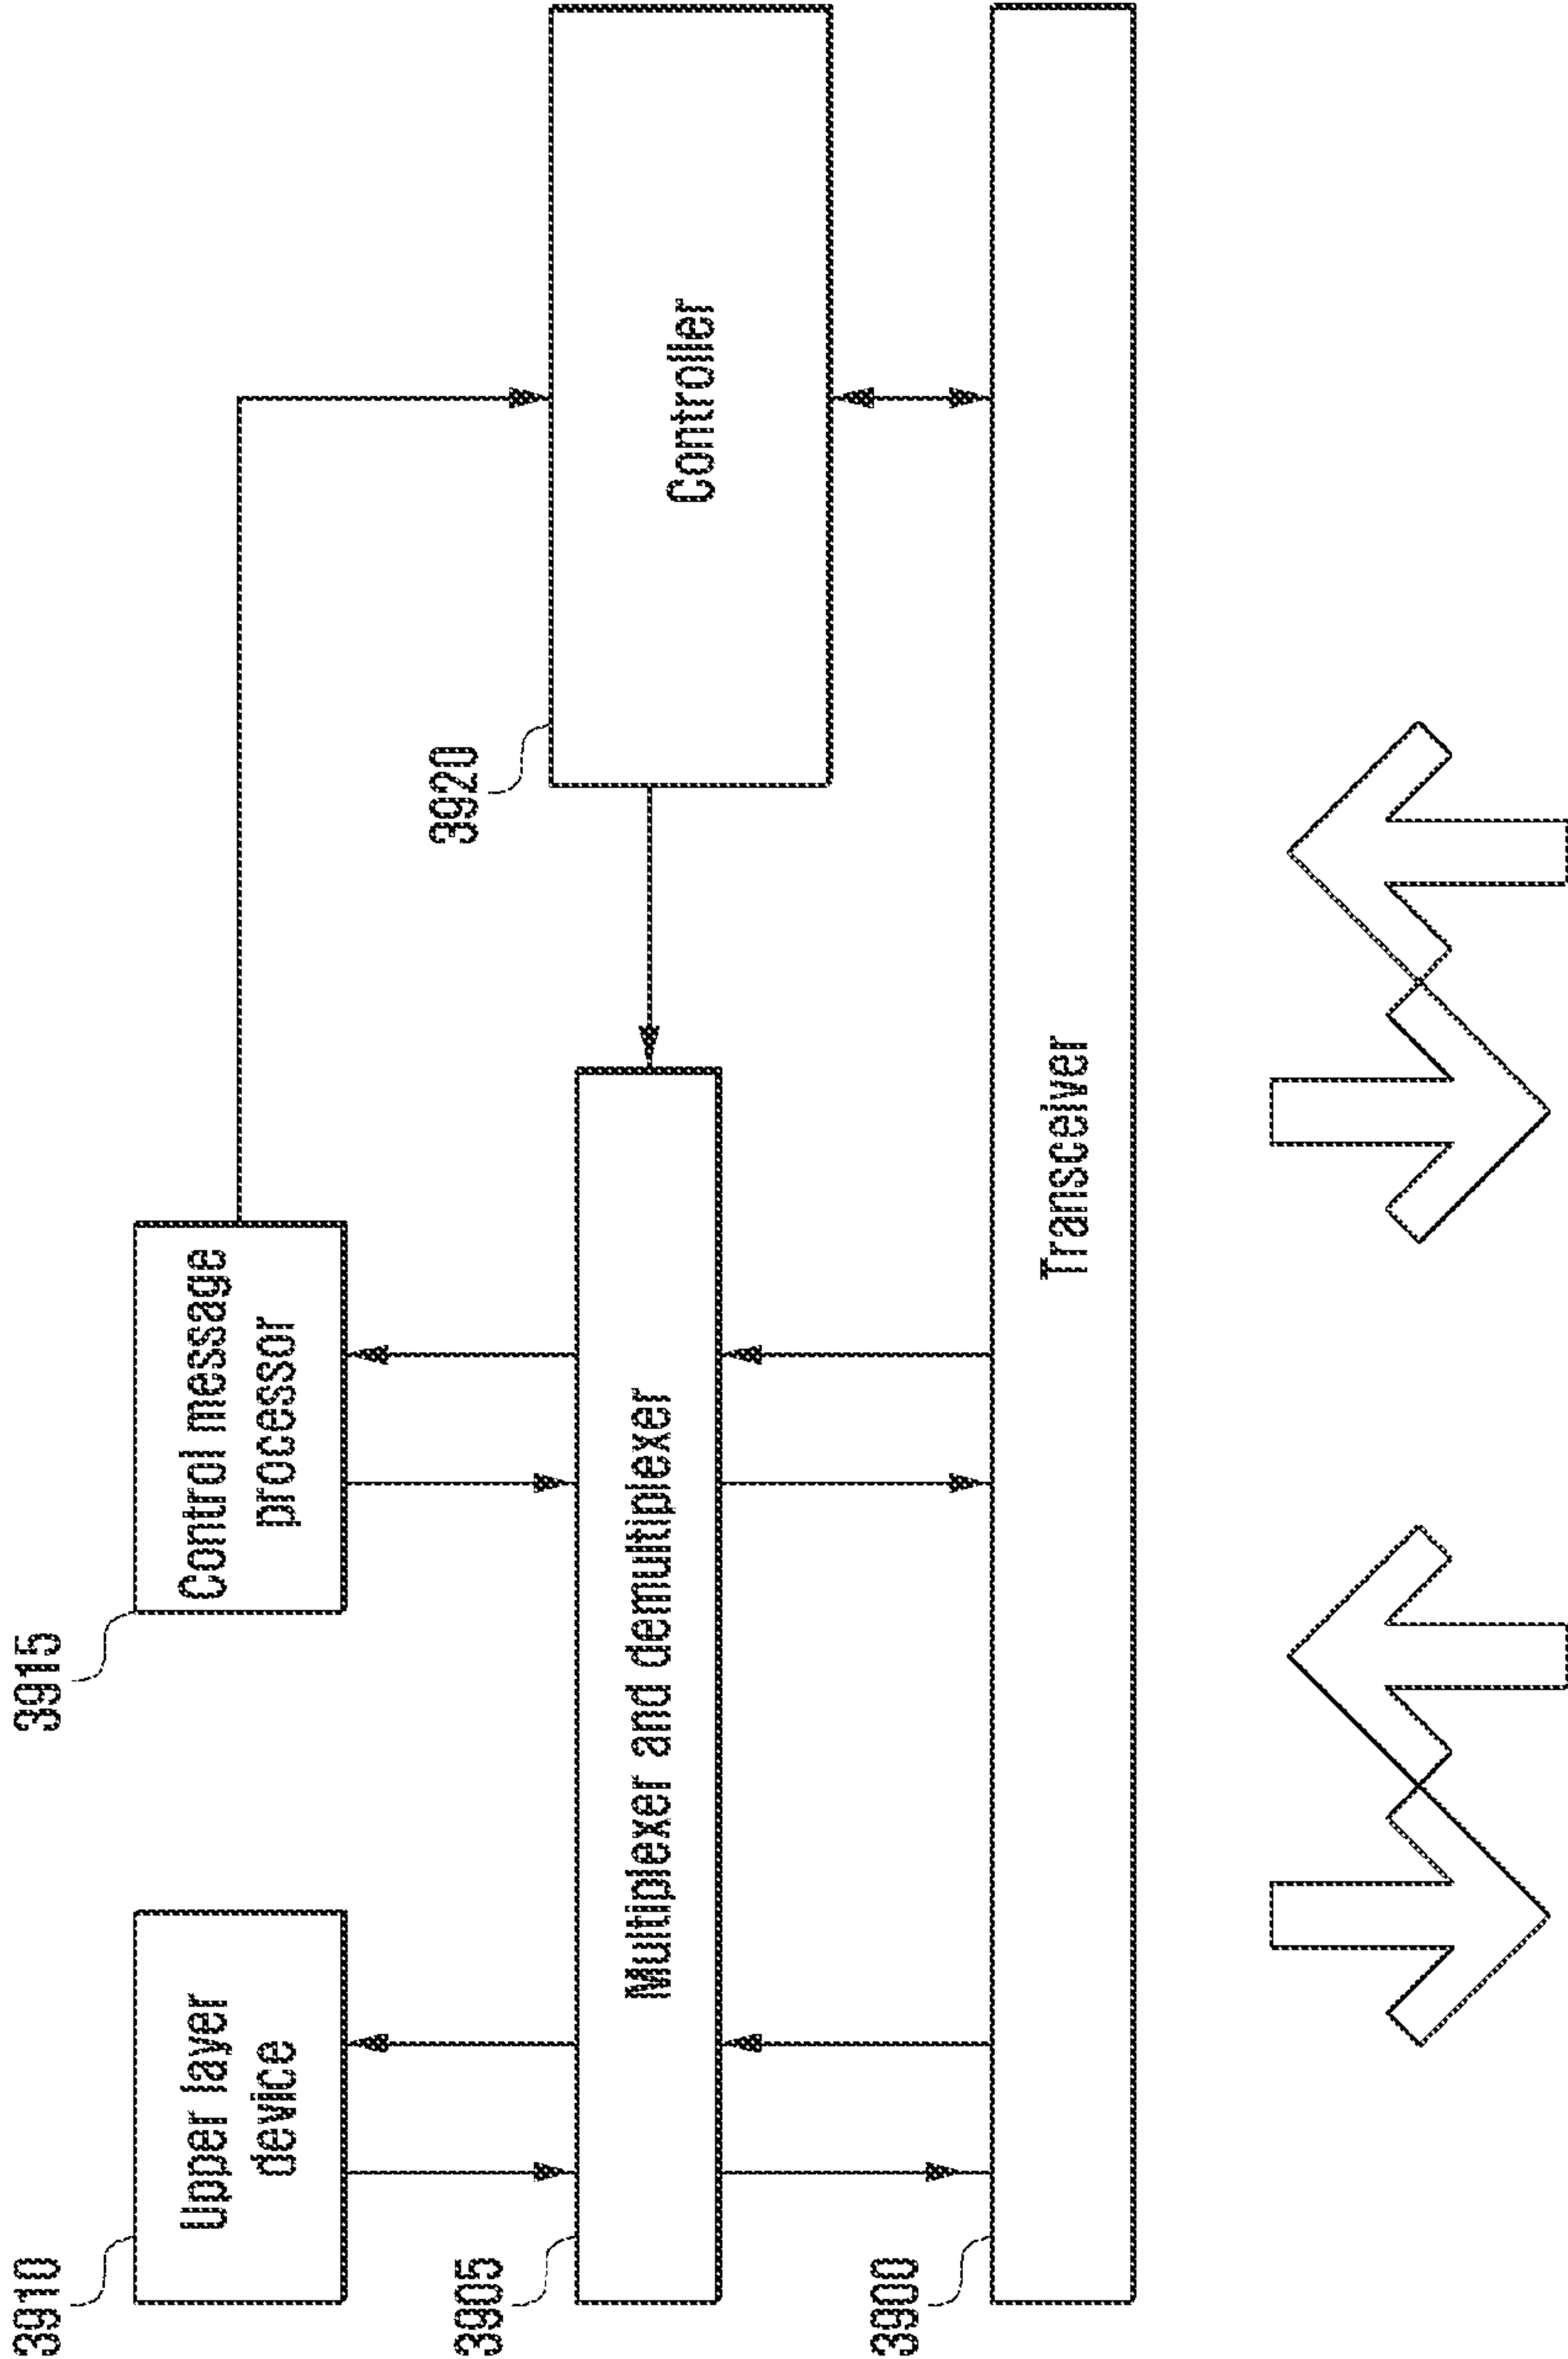 3910
Upper layer
device
3915
Control message
processor
3905
Multiplexer and demultiplexer
3920
Controller
3900
Transceiver